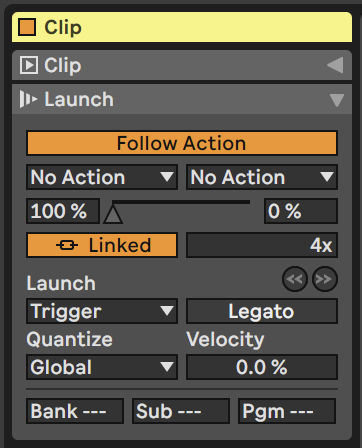 Clip
Clip
Launch
Follow Action
No Action No Action
100 % 0 %
Linked 4x
Launch
Trigger Legato
Quantize Velocity
Global 0.0 %
Bank --- Sub --- Pgm ---